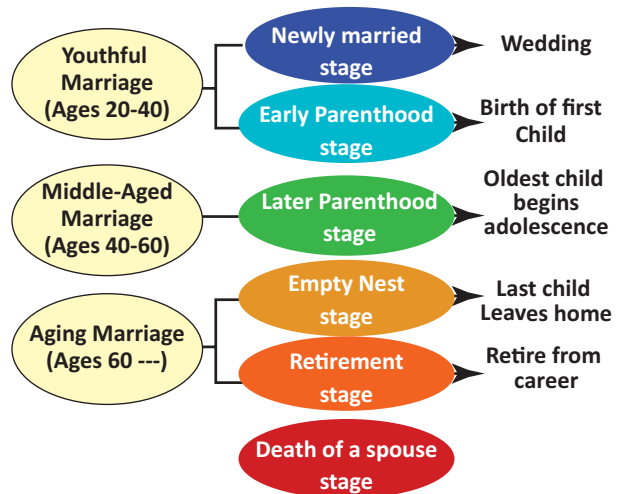 Youthful
Marriage
(Ages 20-40)
Newly married
stage
Wedding
Early Parenthood
stage
Birth of first
Child
Middle-Aged
Marriage
(Ages 40-60)
Later Parenthood
stage
Oldest child
begins
adolescence
Aging Marriage
(Ages 60 ---)
Empty Nest
stage
Last child
Leaves home
Retirement
stage
Retire from
career
Death of a spouse
stage